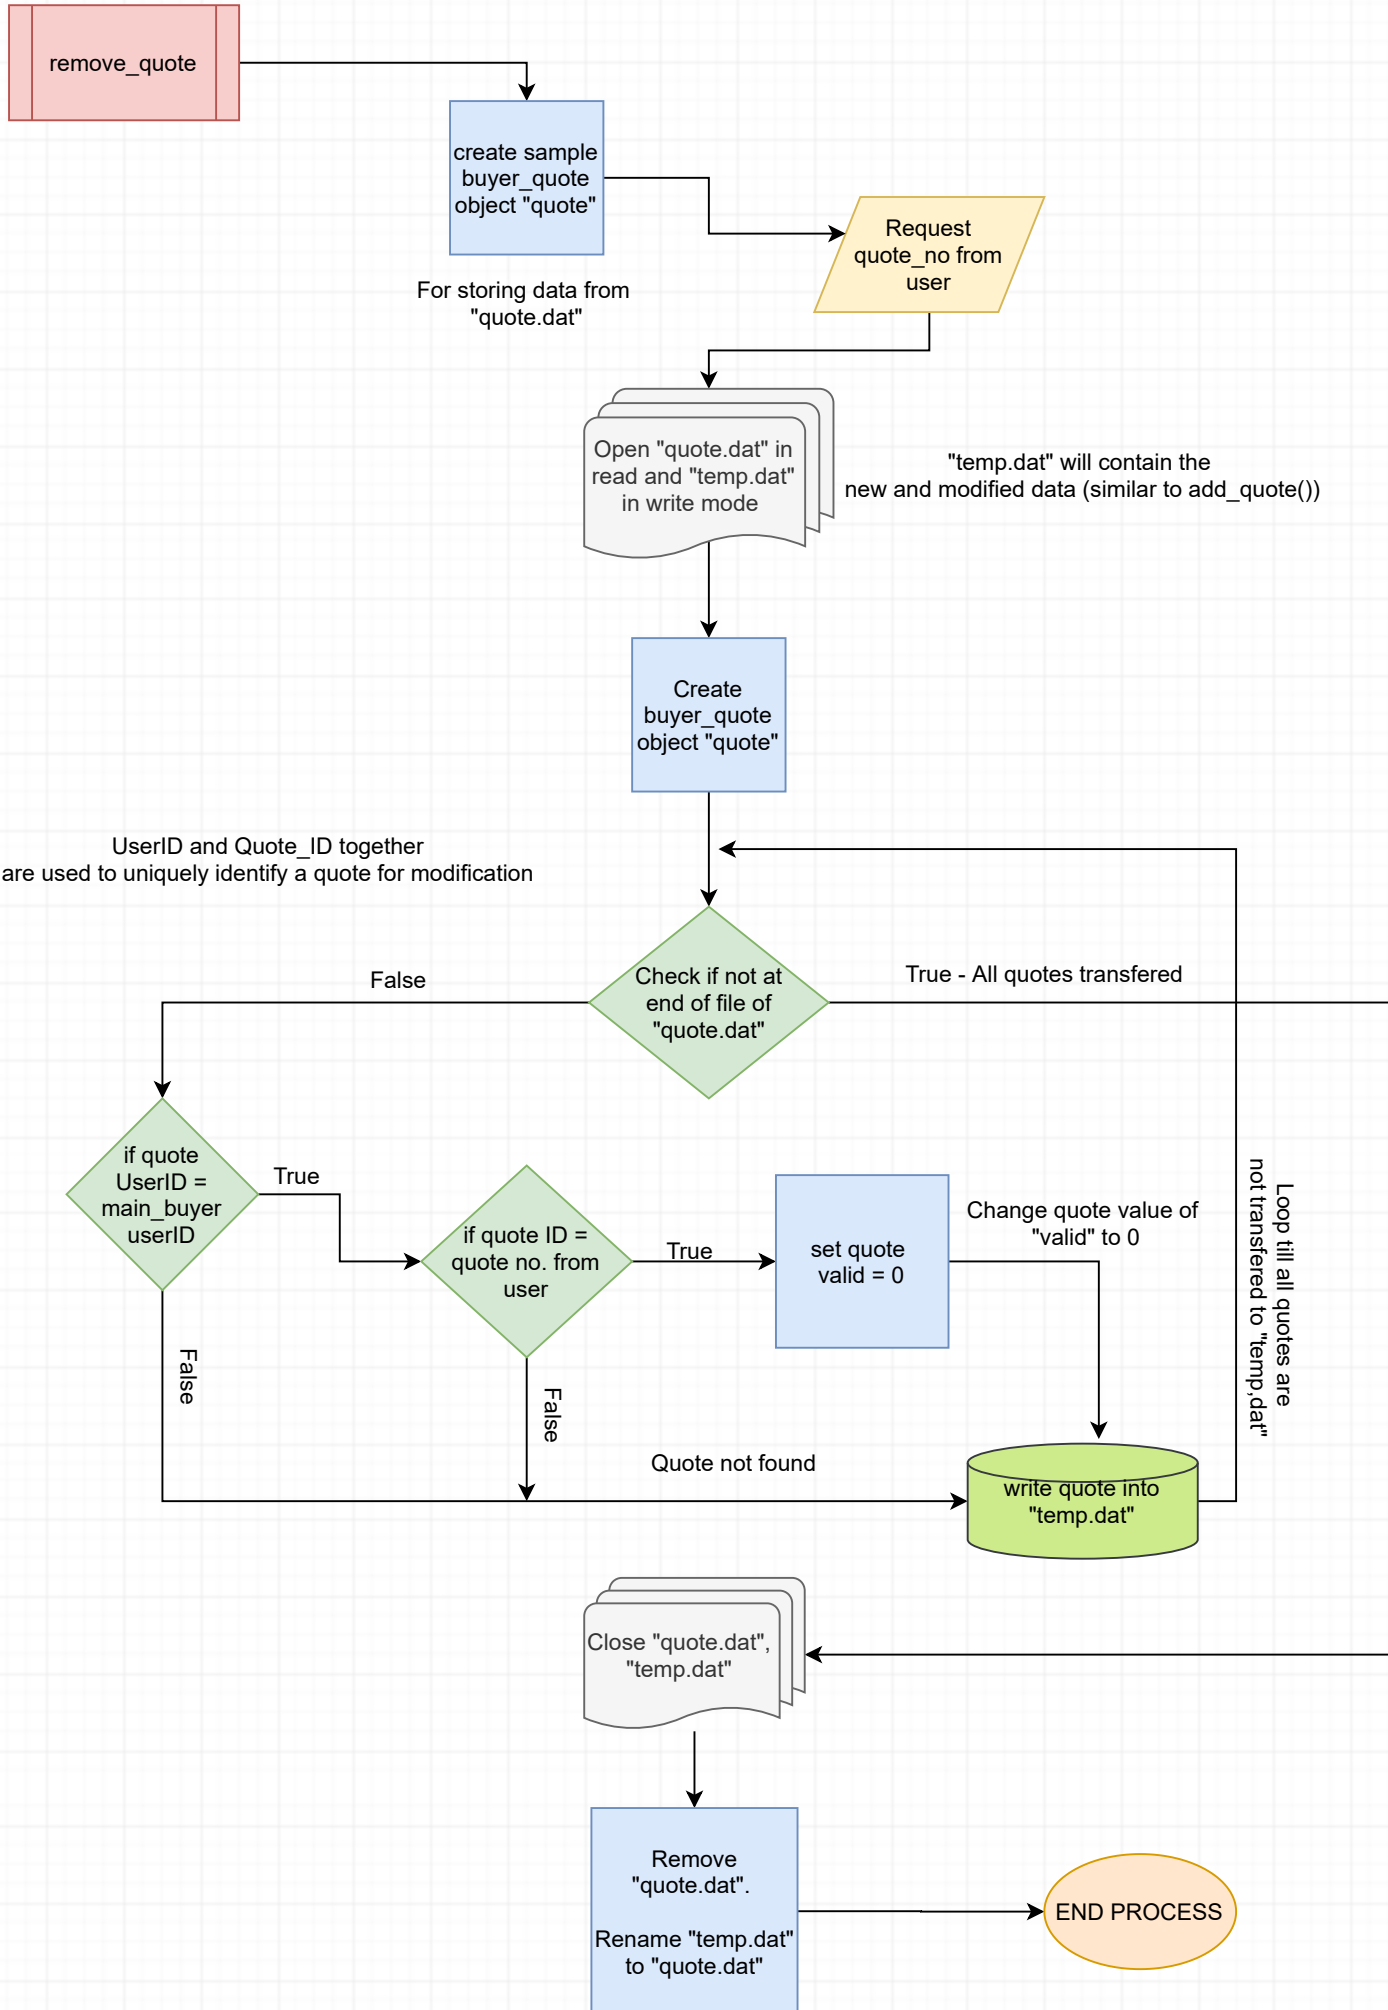 remove_quote
create sample
buyer_quote
object "quote"
For storing data from
"quote.dat"
Request
quote_no from
user
Open "quote.dat" in
read and "temp.dat"
in write mode
"temp.dat" will contain the
new and modified data (similar to add_quote())
Create
buyer_quote
object "quote"
UserID and Quote_ID together
are used to uniquely identify a quote for modification
Check if not at
end of file of
"quote.dat"
False
True - All quotes transfered
if quote
UserID =
main_buyer
userID
True
if quote ID =
quote no. from
user
True
set quote
valid = 0
Change quote value of
"valid" to 0
Loop till all quotes are
not transfered to "temp,dat"
False
False
Quote not found
write quote into
"temp.dat"
Close "quote.dat",
"temp.dat"
Remove
"quote.dat".
Rename "temp.dat"
to "quote.dat"
END PROCESS